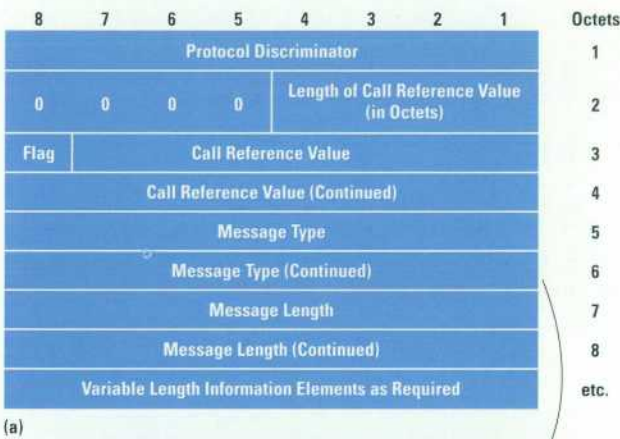 8 7 6 5 4 3 2 1 Octets
Protocol Discriminator 1
0 0 0 0 Length of Call Reference Value
(in Octets) 2
Flag Call Reference Value 3
Call Reference Value (Continued) 4
Message Type 5
Message Type (Continued) 6
Message Length 7
Message Length (Continued) 8
Variable Length Information Elements as Required etc.
(a)